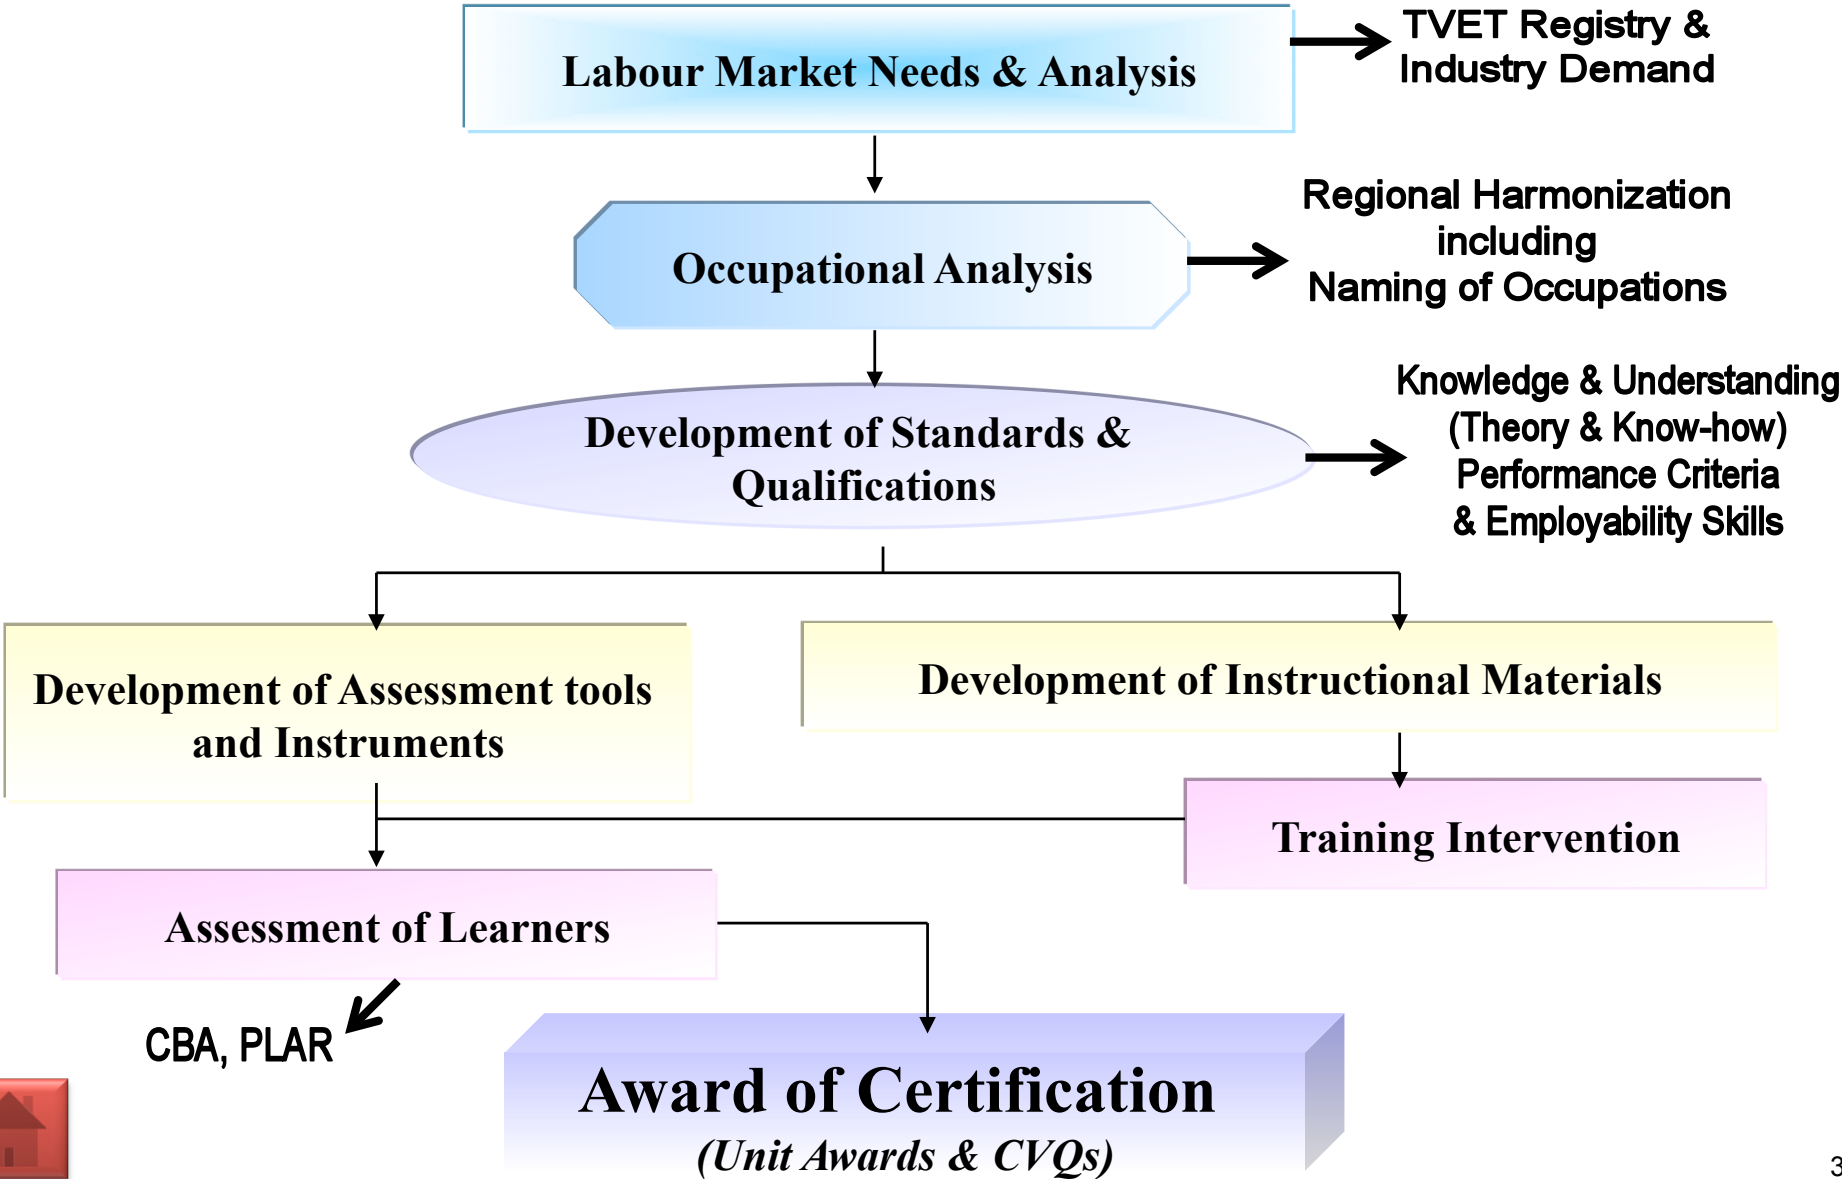 Labour Market Needs & Analysis
TVET Registry &
Industry Demand
Occupational Analysis
Regional Harmonization
including
Naming of Occupations
Development of Standards &
Qualifications
Knowledge & Understanding
(Theory & Know-how)
Performance Criteria
& Employability Skills
Development of Assessment tools
and Instruments
Development of Instructional Materials
Training Intervention
Assessment of Learners
CBA, PLAR
Award of Certification
(Unit Awards & CVQs)
3